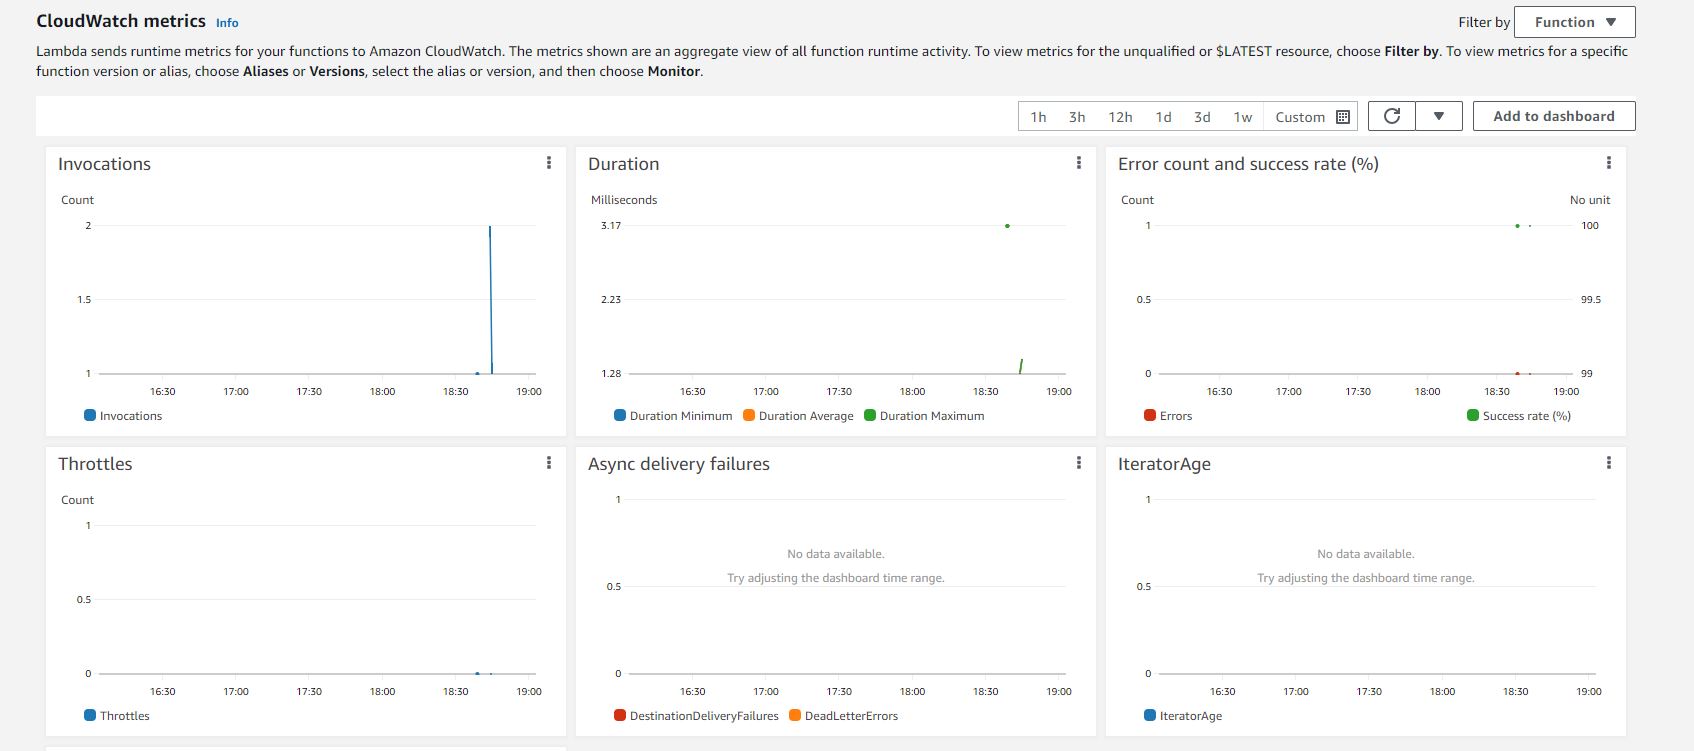 CloudWatch metrics Info
Filter by Function
Lambda sends runtime metrics for your functions to Amazon CloudWatch. The metrics shown are an aggregate view of all function runtime activity. To view metrics for the unqualified or $LATEST resource, choose Filter by. To view metrics for a specific
function version or alias, choose Aliases or Versions, select the alias or version, and then choose Monitor.
1h 3h 12h 1d 3d 1w Custom Add to dashboard
Invocations
Count
2
1.5
1
16:30 17:00 17:30 18:00 18:30 19:00
Invocations
Duration
Milliseconds
3.17
2.23
1.28
16:30 17:00 17:30 18:00 18:30 19:00
Duration Minimum Duration Average Duration Maximum
Error count and success rate (%)
Count No unit
1 100
0.5 99.5
0 99
16:30 17:00 17:30 18:00 18:30 19:00
Errors Success rate (%)
Throttles
Count
1
0.5
0
16:30 17:00 17:30 18:00 18:30 19:00
Throttles
Async delivery failures
1
No data available.
Try adjusting the dashboard time range.
0.5
0
16:30 17:00 17:30 18:00 18:30 19:00
DestinationDeliveryFailures DeadLetterErrors
IteratorAge
1
No data available.
Try adjusting the dashboard time range.
0.5
0
16:30 17:00 17:30 18:00 18:30 19:00
IteratorAge